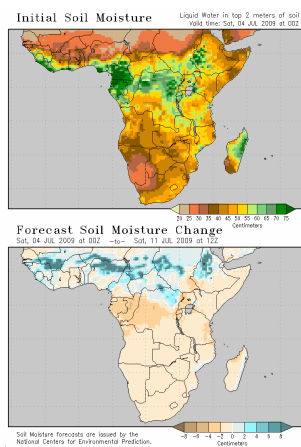 Initial Soil Moisture
Liquid Water in top 2 meters of soil
Valid time: Sat, 04 JUL 2009 at 00Z
20 25 30 35 40 45 50 55 60 65 70 75
Centimeters
Forecast Soil Moisture Change
Sat, 04 JUL 2009 at 00Z —to— Sat, 11 JUL 2009 at 12Z
-8 -6 -4 -2 0 2 4 6 8
Centimeters
Soil Moisture forecasts are issued by the
National Centers for Environmental Prediction.